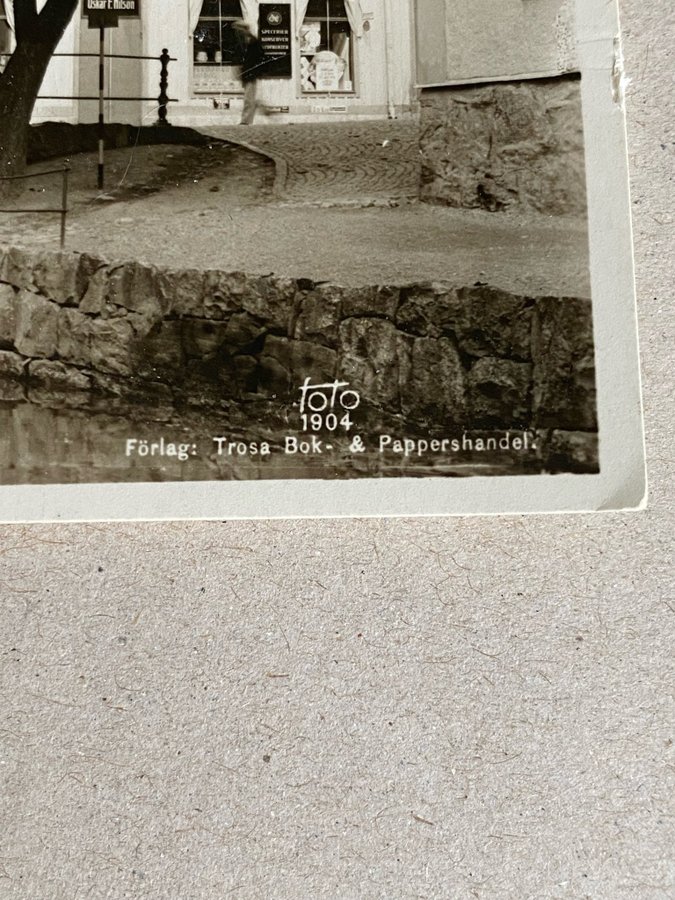 Oskar F. Nilson
SPECERIER
KONSERVER
foto
1904
Förlag: Trosa Bok- & Pappershandel.